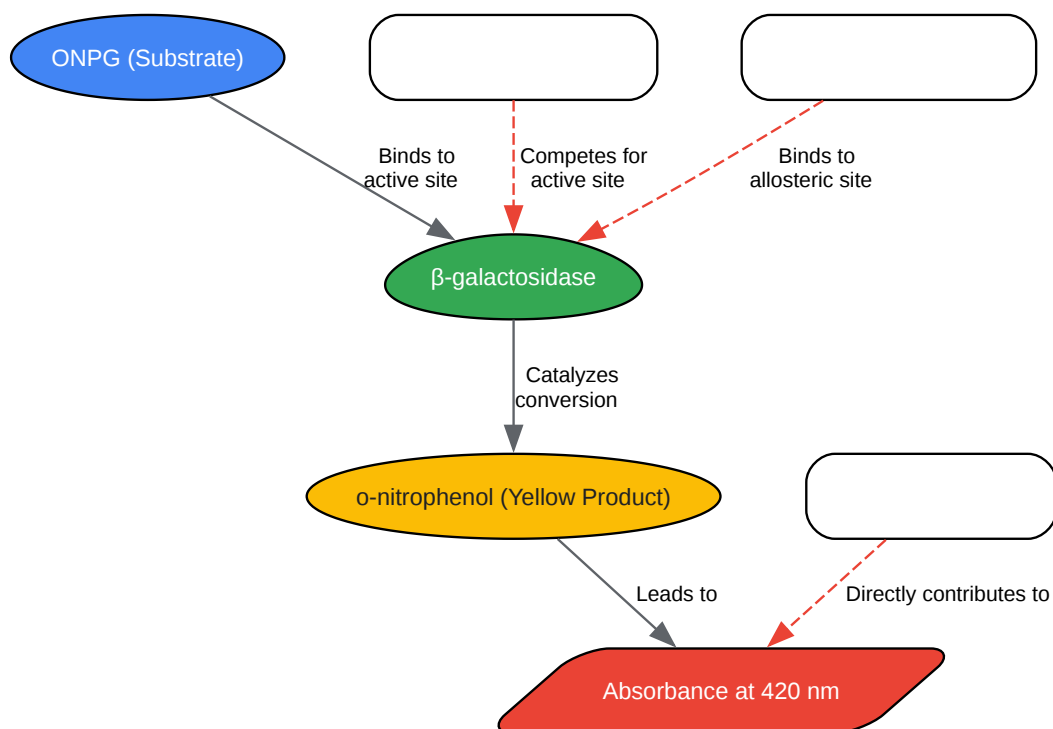 ONPG (Substrate)
Binds to
active site
Competes for
active site
Binds to
allosteric site
β-galactosidase
Catalyzes
conversion
o-nitrophenol (Yellow Product)
Leads to
Directly contributes to
Absorbance at 420 nm